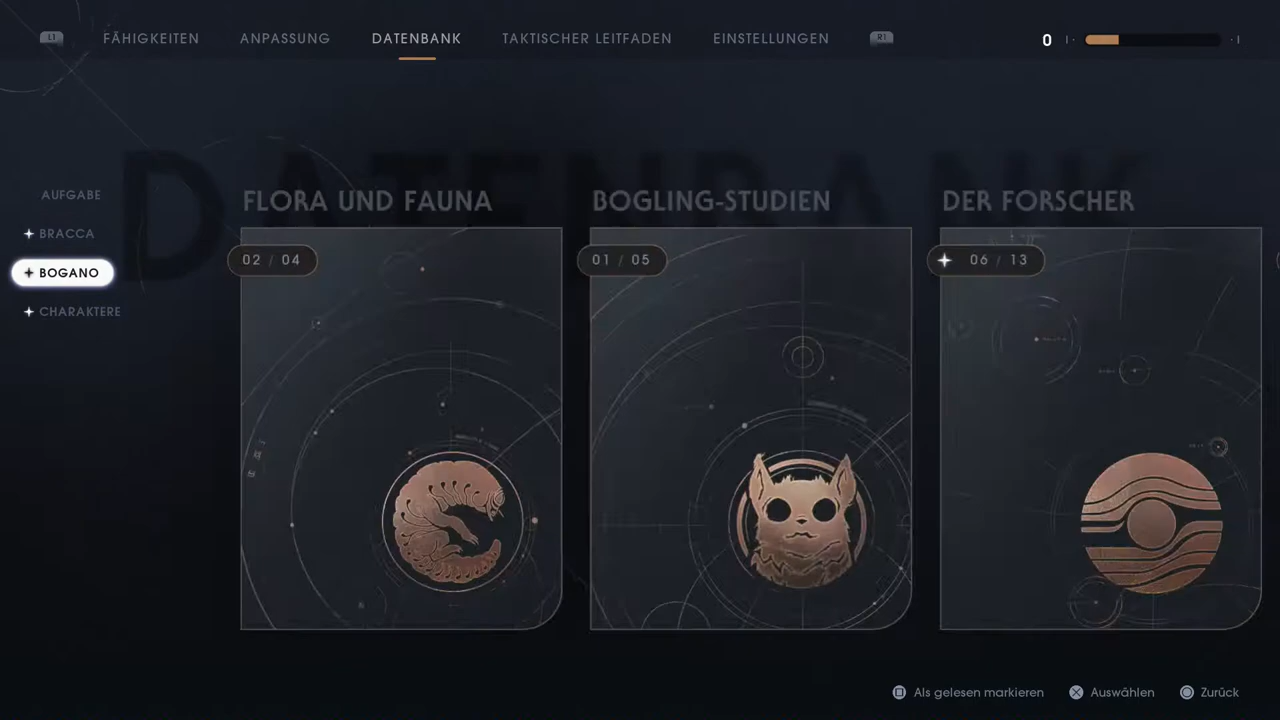 L1 FÄHIGKEITEN ANPASSUNG DATENBANK TAKTISCHER LEITFADEN EINSTELLUNGEN R1 0
DATENBANK
AUFGABE
BRACCA
BOGANO
CHARAKTERE
FLORA UND FAUNA
02 / 04
BOGLING-STUDIEN
01 / 05
DER FORSCHER
06 / 13
Als gelesen markieren Auswählen Zurück